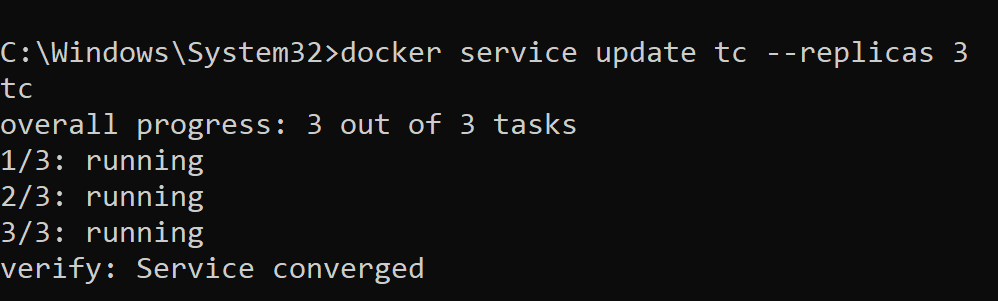 C:\Windows\System32>docker service update tc --replicas 3
tc
overall progress: 3 out of 3 tasks
1/3: running
2/3: running
3/3: running
verify: Service converged